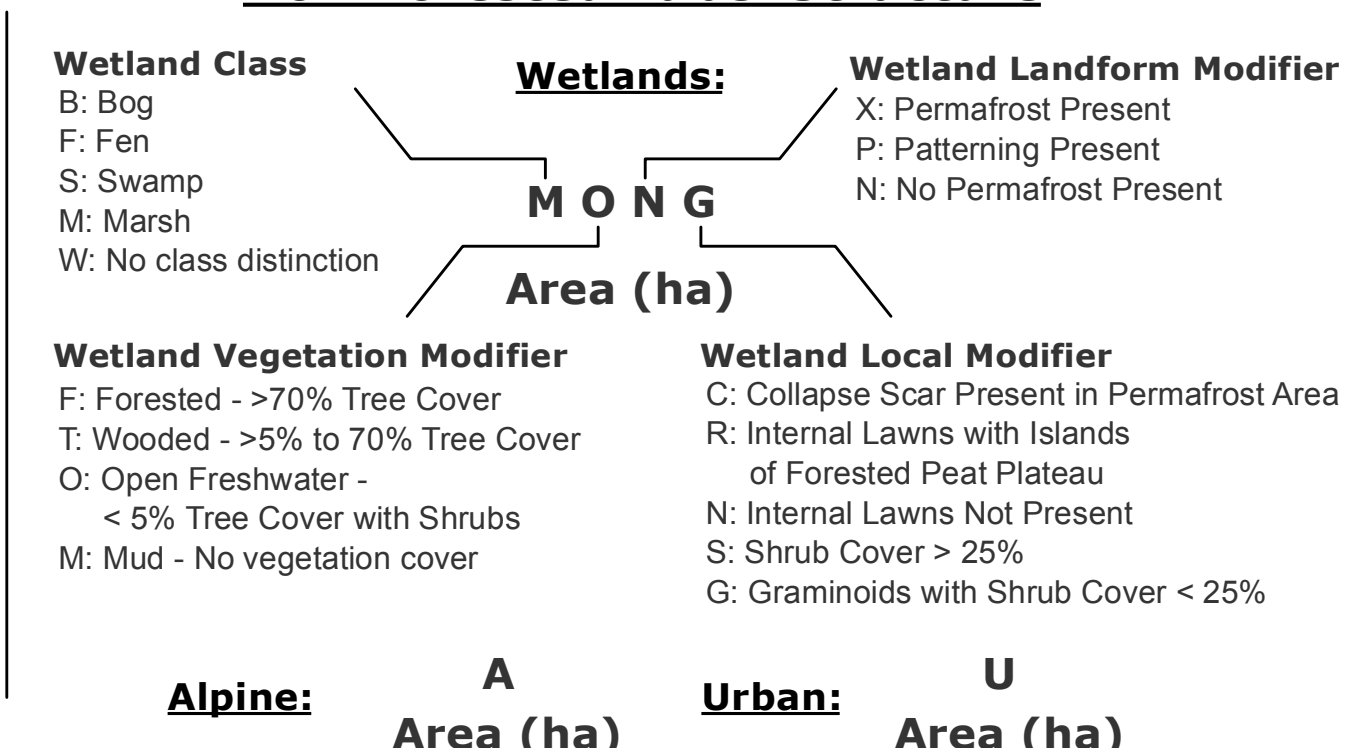 Wetlands:
Wetland Class
B: Bog
F: Fen
S: Swamp
M: Marsh
W: No class distinction
Wetland Landform Modifier
X: Permafrost Present
P: Patterning Present
N: No Permafrost Present
M O N G
Area (ha)
Wetland Vegetation Modifier
F: Forested - >70% Tree Cover
T: Wooded - >5% to 70% Tree Cover
O: Open Freshwater -
< 5% Tree Cover with Shrubs
M: Mud - No vegetation cover
Wetland Local Modifier
C: Collapse Scar Present in Permafrost Area
R: Internal Lawns with Islands
of Forested Peat Plateau
N: Internal Lawns Not Present
S: Shrub Cover > 25%
G: Graminoids with Shrub Cover < 25%
Alpine:
A
Area (ha)
Urban:
U
Area (ha)